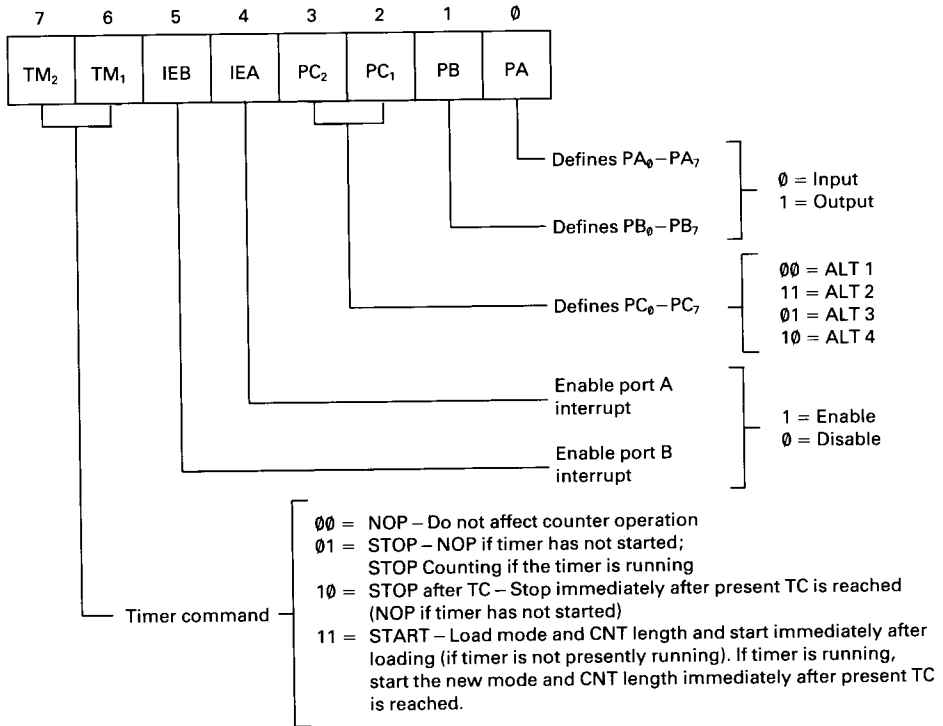 7 6 5 4 3 2 1 Ø
TM₂ TM₁ IEB IEA PC₂ PC₁ PB PA
Defines PAø–PA₇
Ø = Input
1 = Output
Defines PBø–PB₇
Defines PCø–PC₇
ØØ = ALT 1
11 = ALT 2
Ø1 = ALT 3
1Ø = ALT 4
Enable port A
interrupt
1 = Enable
Ø = Disable
Enable port B
interrupt
Timer command
ØØ = NOP – Do not affect counter operation
Ø1 = STOP – NOP if timer has not started;
STOP Counting if the timer is running
1Ø = STOP after TC – Stop immediately after present TC is reached
(NOP if timer has not started)
11 = START – Load mode and CNT length and start immediately after
loading (if timer is not presently running). If timer is running,
start the new mode and CNT length immediately after present TC
is reached.